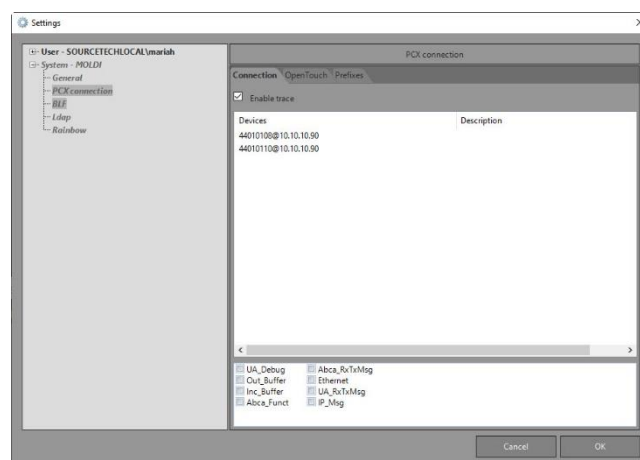 Settings
User - SOURCETECHLOCAL\mariah
System - MOLDI
General
PCX connection
BLF
Ldap
Rainbow
PCX connection
Connection OpenTouch Prefixes
Enable trace
Devices Description
44010108@10.10.10.90
44010110@10.10.10.90
UA_Debug Abca_RxTxMsg
Out_Buffer Ethernet
Inc_Buffer UA_RxTxMsg
Abca_Funct IP_Msg
Cancel OK